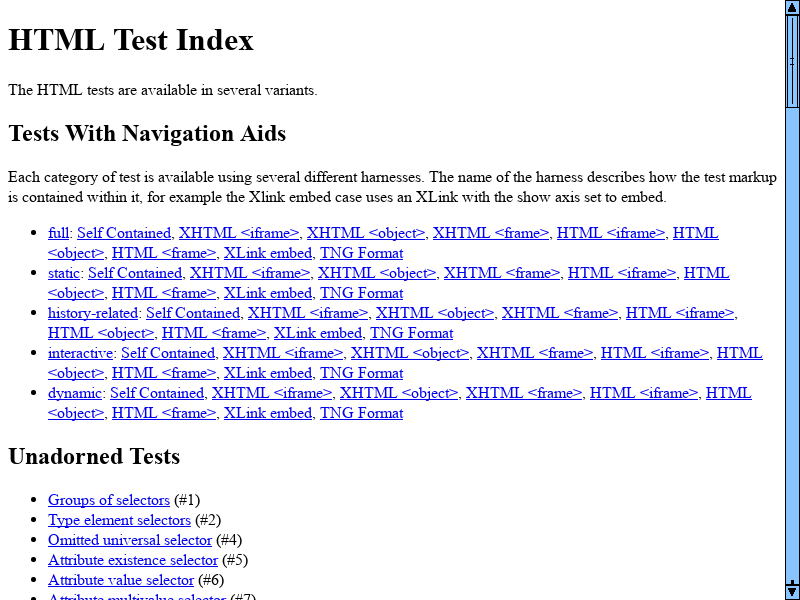 HTML Test Index
The HTML tests are available in several variants.
Tests With Navigation Aids
Each category of test is available using several different harnesses. The name of the harness describes how the test markup
is contained within it, for example the Xlink embed case uses an XLink with the show axis set to embed.
full: Self Contained, XHTML <iframe>, XHTML <object>, XHTML <frame>, HTML <iframe>, HTML
<object>, HTML <frame>, XLink embed, TNG Format
static: Self Contained, XHTML <iframe>, XHTML <object>, XHTML <frame>, HTML <iframe>, HTML
<object>, HTML <frame>, XLink embed, TNG Format
history-related: Self Contained, XHTML <iframe>, XHTML <object>, XHTML <frame>, HTML <iframe>,
HTML <object>, HTML <frame>, XLink embed, TNG Format
interactive: Self Contained, XHTML <iframe>, XHTML <object>, XHTML <frame>, HTML <iframe>, HTML
<object>, HTML <frame>, XLink embed, TNG Format
dynamic: Self Contained, XHTML <iframe>, XHTML <object>, XHTML <frame>, HTML <iframe>, HTML
<object>, HTML <frame>, XLink embed, TNG Format
Unadorned Tests
Groups of selectors (#1)
Type element selectors (#2)
Omitted universal selector (#4)
Attribute existence selector (#5)
Attribute value selector (#6)
Attribute multivalue selector (#7)